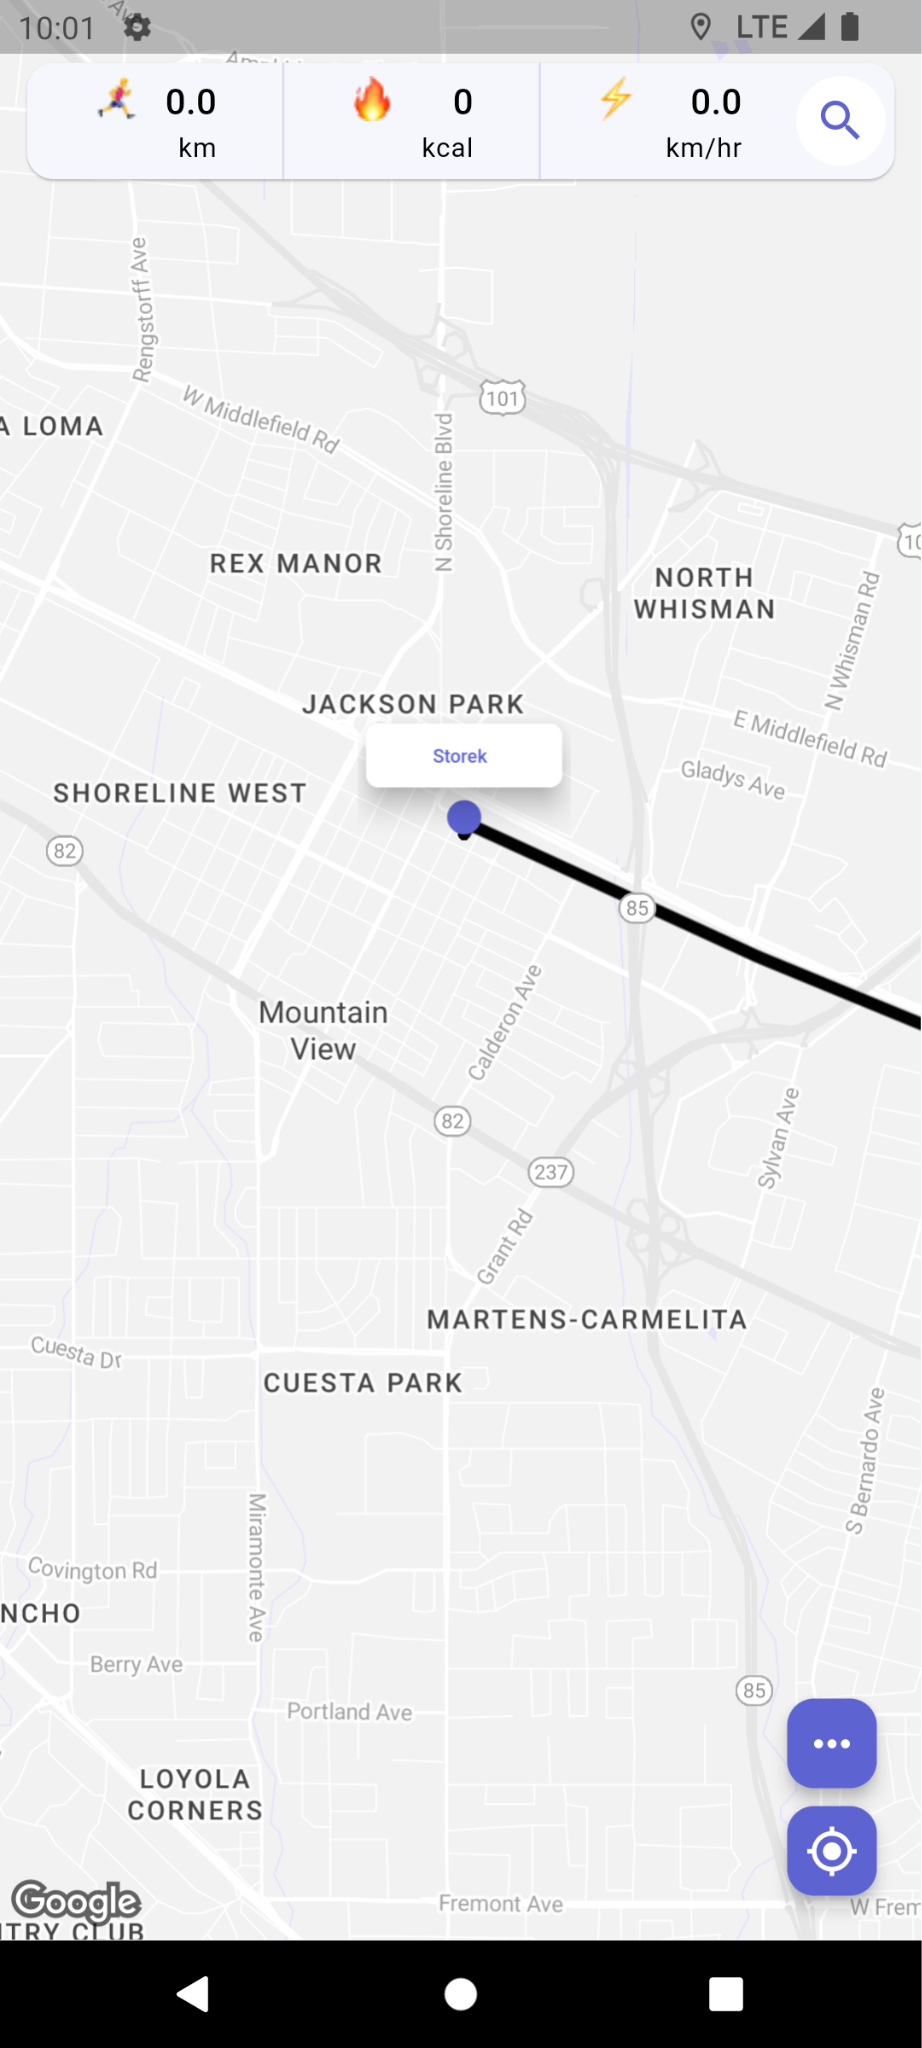 10:01
LTE
0.0
km
0
kcal
0.0
km/hr
Rengstorff Ave
W Middlefield Rd
101
A LOMA
N Shoreline Blvd
REX MANOR
NORTH
WHISMAN
N Whisman Rd
JACKSON PARK
E Middlefield Rd
Storek
Gladys Ave
SHORELINE WEST
82
85
Calderon Ave
Mountain
View
82
Sylvan Ave
237
Grant Rd
MARTENS-CARMELITA
Cuesta Dr
CUESTA PARK
S Bernardo Ave
Miramonte Ave
Covington Rd
NCHO
Berry Ave
85
Portland Ave
LOYOLA
CORNERS
Google
Fremont Ave
W Frem
NTRY CLUB